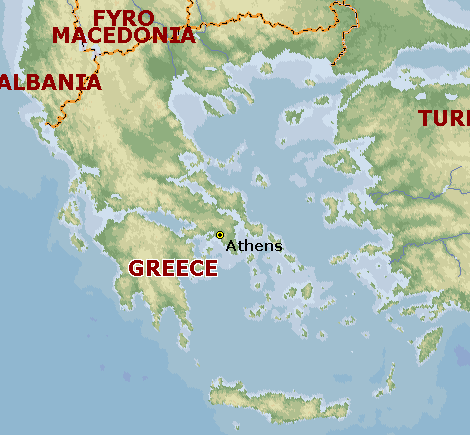 FYRO
MACEDONIA
ALBANIA
TUR
Athens
GREECE